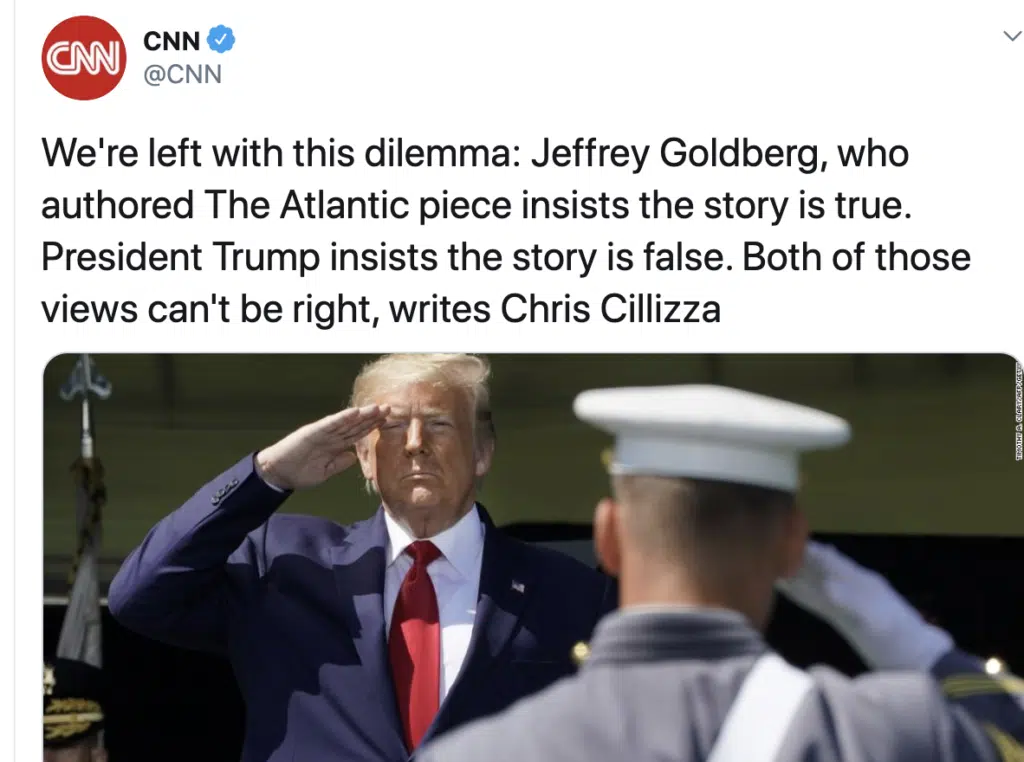 CNN
CNN
@CNN
We're left with this dilemma: Jeffrey Goldberg, who
authored The Atlantic piece insists the story is true.
President Trump insists the story is false. Both of those
views can't be right, writes Chris Cillizza